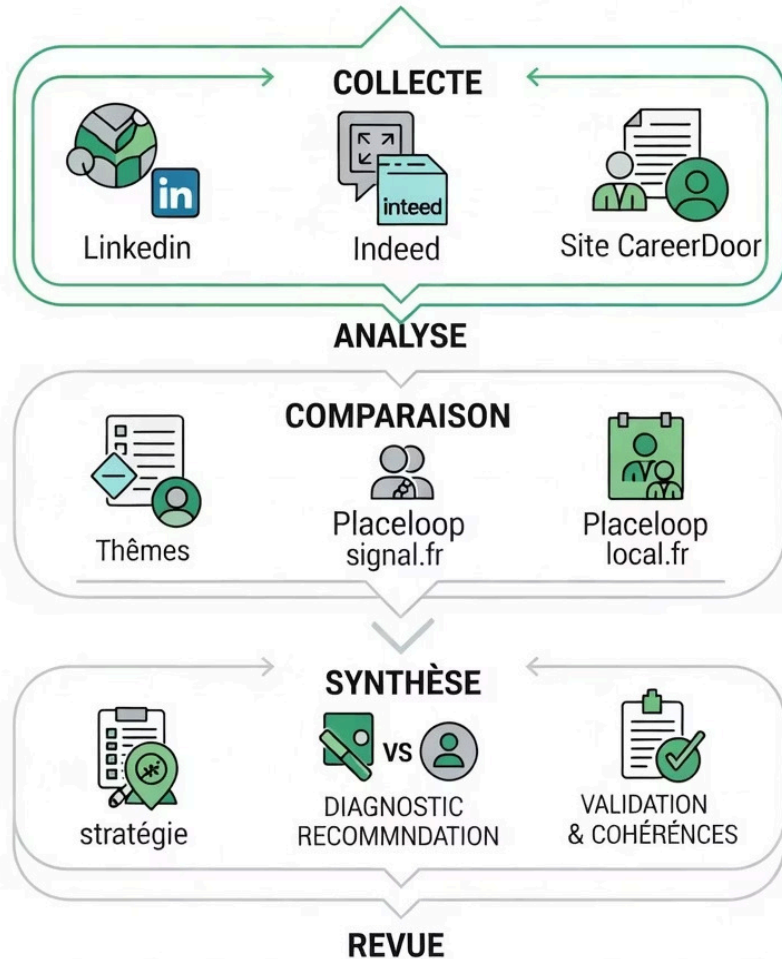 COLLECTE
in
inteed
Linkedin
Indeed
Site CareerDoor
ANALYSE
COMPARAISON
Thêmes
Placeloop
signal.fr
Placeloop
local.fr
SYNTHÈSE
VS
stratégie
DIAGNOSTIC
RECOMMNDATION
VALIDATION
& COHÉRÉNCES
REVUE